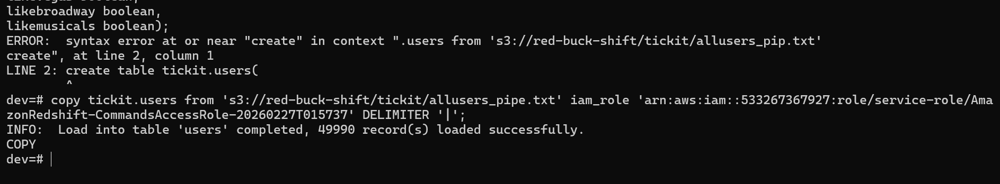 likebroadway boolean,
likemusicals boolean);
ERROR:  syntax error at or near "create" in context ".users from 's3://red-buck-shift/tickit/allusers_pip.txt'
create", at line 2, column 1
LINE 2: create table tickit.users(
        ^
dev=# copy tickit.users from 's3://red-buck-shift/tickit/allusers_pipe.txt' iam_role 'arn:aws:iam::533267367927:role/service-role/Ama
zonRedshift-CommandsAccessRole-20260227T015737' DELIMITER '|';
INFO:  Load into table 'users' completed, 49990 record(s) loaded successfully.
COPY
dev=#